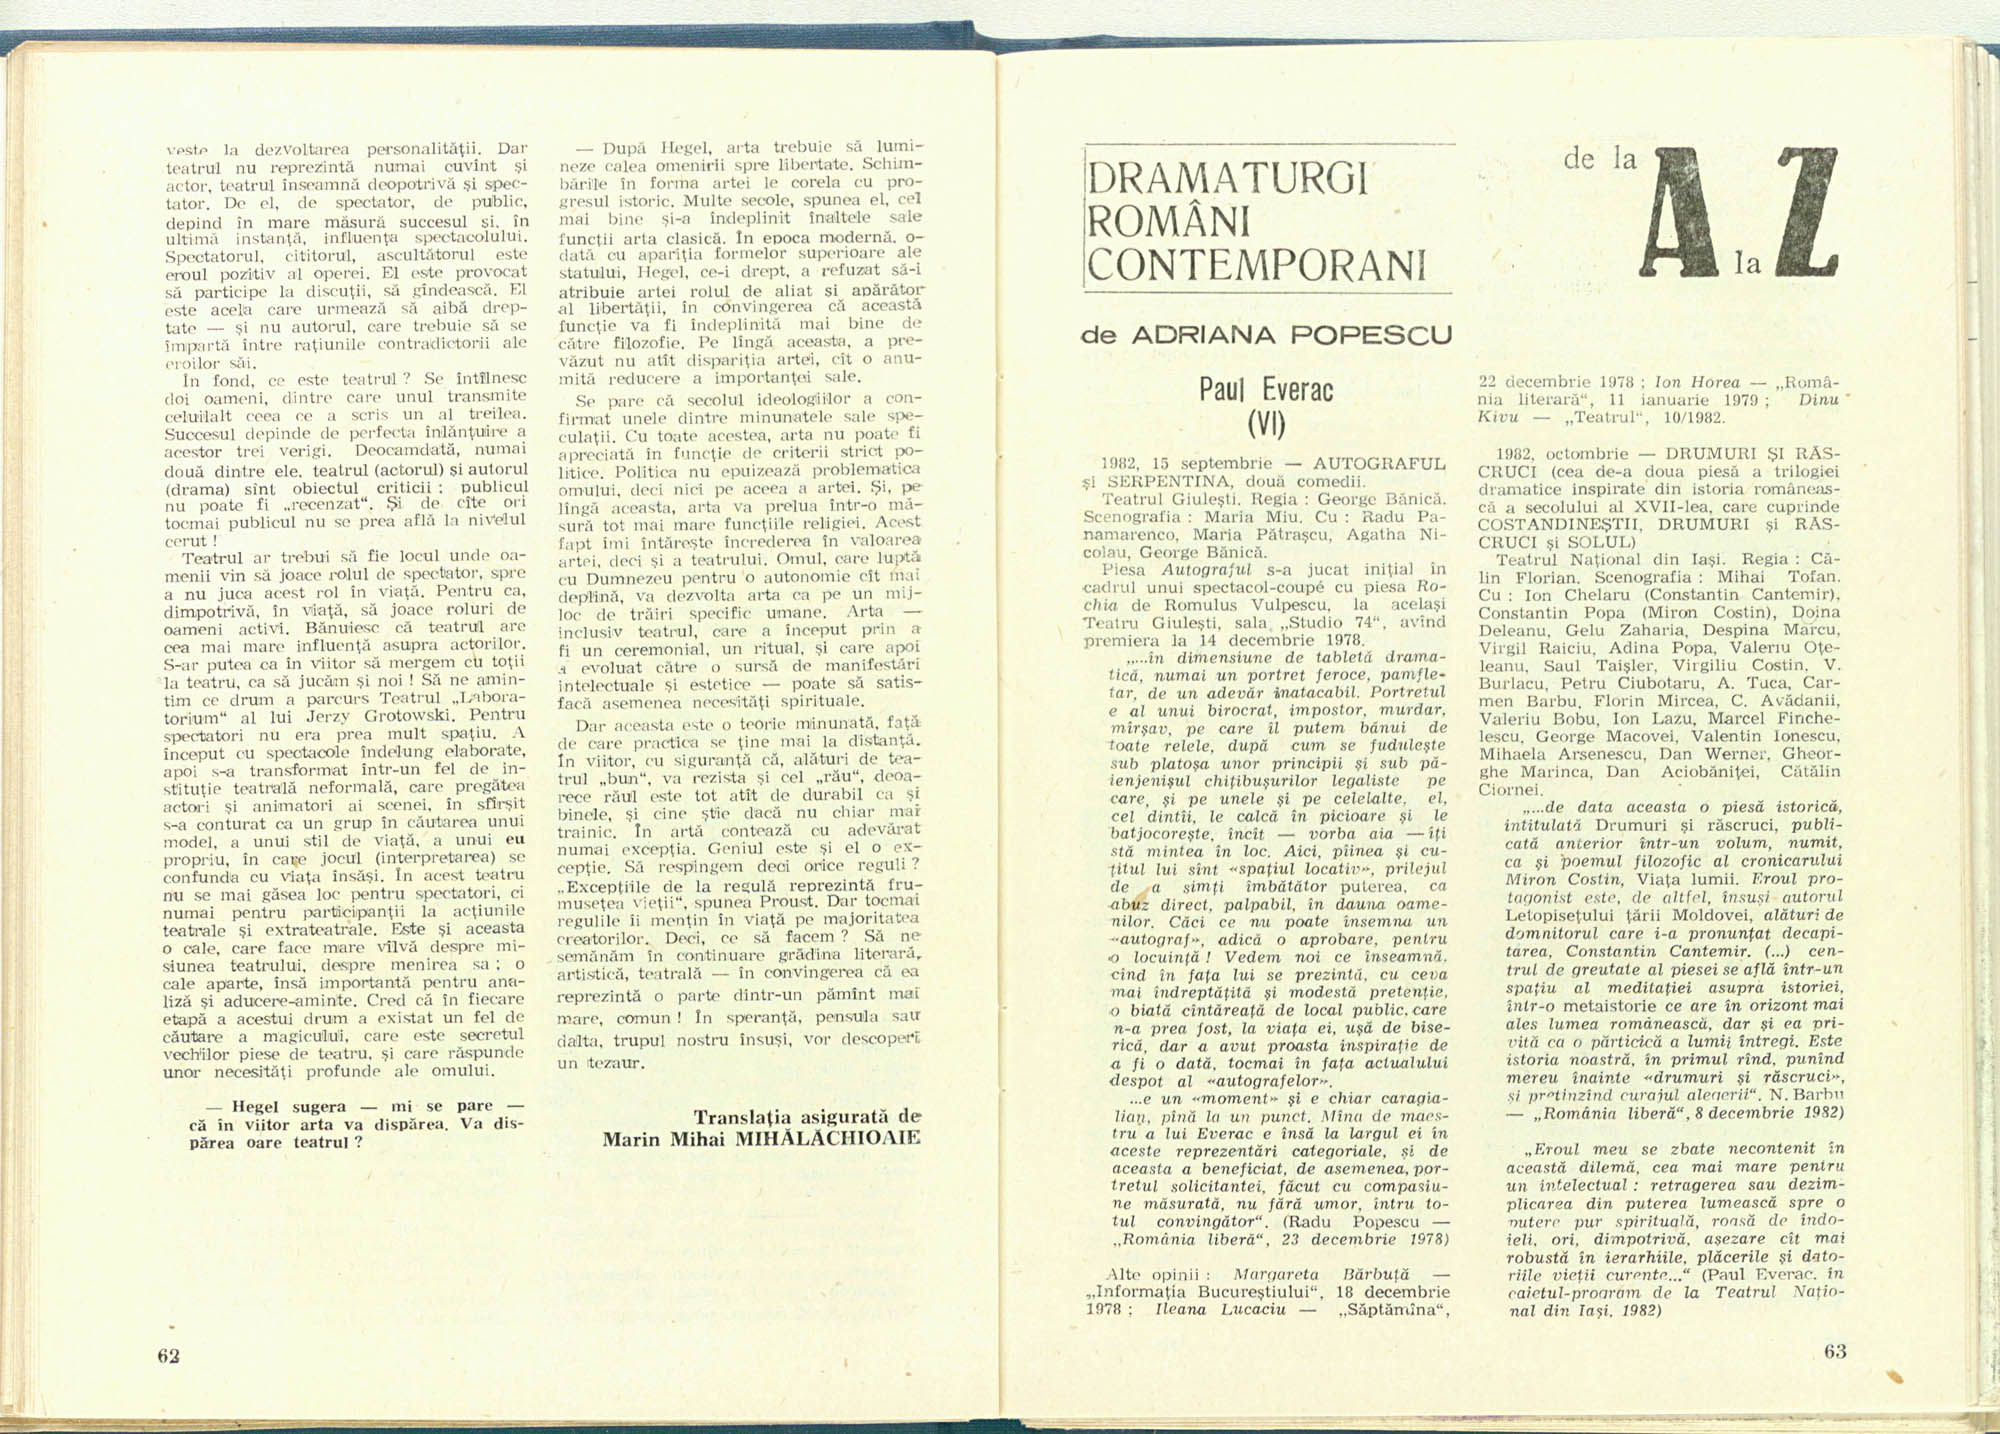 veste la dezvoltarea personalității. Dar
teatrul nu reprezintă numai cuvînt și
actor, teatrul înseamnă deopotrivă și spec-
tator. De el, de spectator, de public,
depind în mare măsură succesul și, în
ultimă instanță, influența spectacolului.
Spectatorul, cititorul, ascultătorul este
eroul pozitiv al operei. El este provocat
să participe la discuții, să gîndească. El
este acela care urmează să aibă drep-
tate — și nu autorul, care trebuie să se
împartă între rațiunile contradictorii ale
eroilor săi.
În fond, ce este teatrul ? Se întîlnesc
doi oameni, dintre care unul transmite
celuilalt ceea ce a scris un al treilea.
Succesul depinde de perfecta înlănțuire a
acestor trei verigi. Deocamdată, numai
două dintre ele, teatrul (actorul) și autorul
(drama) sînt obiectul criticii : publicul
nu poate fi „recenzat“. Și de cîte ori
tocmai publicul nu se prea află la nivelul
cerut !
Teatrul ar trebui să fie locul unde oa-
menii vin să joace rolul de spectator, spre
a nu juca acest rol în viață. Pentru ca,
dimpotrivă, în viață, să joace roluri de
oameni activi. Bănuiesc că teatrul are
cea mai mare influență asupra actorilor.
S-ar putea ca în viitor să mergem cu toții
la teatru, ca să jucăm și noi ! Să ne amin-
tim ce drum a parcurs Teatrul „Labora-
torium“ al lui Jerzy Grotowski. Pentru
spectatori nu era prea mult spațiu. A
început cu spectacole îndelung elaborate,
apoi s-a transformat într-un fel de in-
stituție teatrală neformală, care pregătea
actori și animatori ai scenei, în sfîrșit
s-a conturat ca un grup în căutarea unui
model, a unui stil de viață, a unui eu
propriu, în care jocul (interpretarea) se
confunda cu viața însăși. În acest teatru
nu se mai găsea loc pentru spectatori, ci
numai pentru participanții la acțiunile
teatrale și extrateatrale. Este și aceasta
o cale, care face mare vîlvă despre mi-
siunea teatrului, despre menirea sa ; o
cale aparte, însă importantă pentru ana-
liză și aducere-aminte. Cred că în fiecare
etapă a acestui drum a existat un fel de
căutare a magicului, care este secretul
vechilor piese de teatru, și care răspunde
unor necesități profunde ale omului.
— Hegel sugera — mi se pare —
că în viitor arta va dispărea. Va dis-
părea oare teatrul ?
62
— După Hegel, arta trebuie să lumi-
neze calea omenirii spre libertate. Schim-
bările în forma artei le corela cu pro-
gresul istoric. Multe secole, spunea el, cel
mai bine și-a îndeplinit înaltele sale
funcții arta clasică. În epoca modernă, o-
dată cu apariția formelor superioare ale
statului, Hegel, ce-i drept, a refuzat să-i
atribuie artei rolul de aliat și apărător
al libertății, în convingerea că această
funcție va fi îndeplinită mai bine de
către filozofie. Pe lîngă aceasta, a pre-
văzut nu atît dispariția artei, cît o anu-
mită reducere a importanței sale.
Se pare că secolul ideologiilor a con-
firmat unele dintre minunatele sale spe-
culații. Cu toate acestea, arta nu poate fi
apreciată în funcție de criterii strict po-
litice. Politica nu epuizează problematica
omului, deci nici pe aceea a artei. Și, pe
lîngă aceasta, arta va prelua într-o mă-
sură tot mai mare funcțiile religiei. Acest
fapt îmi întărește încrederea în valoarea
artei, deci și a teatrului. Omul, care luptă
cu Dumnezeu pentru o autonomie cît mai
deplină, va dezvolta arta ca pe un mij-
loc de trăiri specific umane. Arta —
inclusiv teatrul, care a început prin a
fi un ceremonial, un ritual, și care apoi
a evoluat către o sursă de manifestări
intelectuale și estetice — poate să satis-
facă asemenea necesități spirituale.
Dar aceasta este o teorie minunată, față
de care practica se ține mai la distanță.
În viitor, cu siguranță că, alături de tea-
trul „bun“, va rezista și cel „rău“, deoa-
rece răul este tot atît de durabil ca și
binele, și cine știe dacă nu chiar mai
trainic. În artă contează cu adevărat
numai excepția. Geniul este și el o ex-
cepție. Să respingem deci orice reguli ?
„Excepțiile de la regulă reprezintă fru-
musețea vieții“, spunea Proust. Dar tocmai
regulile îi mențin în viață pe majoritatea
creatorilor. Deci, ce să facem ? Să ne
semănăm în continuare grădina literară,
artistică, teatrală — în convingerea că ea
reprezintă o parte dintr-un pămînt mai
mare, comun ! În speranță, pensula sau
dalta, trupul nostru însuși, vor descoperi
un tezaur.
Translația asigurată de
Marin Mihai MIHĂLĂCHIOAIE
DRAMATURGI
ROMÂNI
CONTEMPORANI
de la A la Z
de ADRIANA POPESCU
Paul Everac
(VI)
1982, 15 septembrie — AUTOGRAFUL
și SERPENTINA, două comedii.
Teatrul Giulești. Regia : George Bănică.
Scenografia : Maria Miu. Cu : Radu Pa-
namarenco, Maria Pătrașcu, Agatha Ni-
colau, George Bănică.
Piesa Autograful s-a jucat inițial în
cadrul unui spectacol-coupé cu piesa Ro-
chia de Romulus Vulpescu, la același
Teatru Giulești, sala „Studio 74“, avînd
premiera la 14 decembrie 1978.
„...în dimensiune de tabletă drama-
tică, numai un portret feroce, pamfle-
tar, de un adevăr inatacabil. Portretul
e al unui birocrat, impostor, murdar,
mîrșav, pe care îl putem bănui de
toate relele, după cum se fudulește
sub platoșa unor principii și sub pă-
ienjenișul chițibușurilor legaliste pe
care, și pe unele și pe celelalte, el,
cel dintîi, le calcă în picioare și le
batjocorește, încît — vorba aia — îți
stă mintea în loc. Aici, pîinea și cu-
țitul lui sînt «spațiul locativ», prilejul
de a simți îmbătător puterea, ca
abuz direct, palpabil, în dauna oame-
nilor. Căci ce nu poate însemna un
«autograf», adică o aprobare, pentru
o locuință ! Vedem noi ce înseamnă,
cînd în fața lui se prezintă, cu ceva
mai îndreptățită și modestă pretenție,
o biată cîntăreață de local public, care
n-a prea fost, la viața ei, ușă de bise-
rică, dar a avut proasta inspirație de
a fi o dată, tocmai în fața actualului
despot al «autografelor».
...e un «moment» și e chiar caragia-
lian, pînă la un punct. Mîna de maes-
tru a lui Everac e însă la largul ei în
aceste reprezentări categoriale, și de
aceasta a beneficiat, de asemenea, por-
tretul solicitantei, făcut cu compasiu-
ne măsurată, nu fără umor, întru to-
tul convingător“. (Radu Popescu —
„România liberă“, 23 decembrie 1978)
Alte opinii : Margareta Bărbuță —
„Informația Bucureștiului“, 18 decembrie
1978 ; Ileana Lucaciu — „Săptămîna“,
22 decembrie 1978 ; Ion Horea — „Româ-
nia literară“, 11 ianuarie 1979 ; Dinu
Kivu — „Teatrul“, 10/1982.
1982, octombrie — DRUMURI ȘI RĂS-
CRUCI (cea de-a doua piesă a trilogiei
dramatice inspirate din istoria româneas-
că a secolului al XVII-lea, care cuprinde
COSTANDINEȘTII, DRUMURI și RĂS-
CRUCI și SOLUL)
Teatrul Național din Iași. Regia : Că-
lin Florian. Scenografia : Mihai Tofan.
Cu : Ion Chelaru (Constantin Cantemir),
Constantin Popa (Miron Costin), Doina
Deleanu, Gelu Zaharia, Despina Marcu,
Virgil Raiciu, Adina Popa, Valeriu Oțe-
leanu, Saul Taișler, Virgiliu Costin, V.
Burlacu, Petru Ciubotaru, A. Tuca, Car-
men Barbu, Florin Mircea, C. Avădanii,
Valeriu Bobu, Ion Lazu, Marcel Finche-
lescu, George Macovei, Valentin Ionescu,
Mihaela Arsenescu, Dan Werner, Gheor-
ghe Marinca, Dan Aciobăniței, Cătălin
Ciornei.
„...de data aceasta o piesă istorică,
intitulată Drumuri și răscruci, publi-
cată anterior într-un volum, numit,
ca și poemul filozofic al cronicarului
Miron Costin, Viața lumii. Eroul pro-
tagonist este, de altfel, însuși autorul
Letopisețului țării Moldovei, alături de
domnitorul care i-a pronunțat decapi-
tarea, Constantin Cantemir. (...) cen-
trul de greutate al piesei se află într-un
spațiu al meditației asupra istoriei,
într-o metaistorie ce are în orizont mai
ales lumea românească, dar și ea pri-
vită ca o părticică a lumii întregi. Este
istoria noastră, în primul rînd, punînd
mereu înainte «drumuri și răscruci»,
și pretinzînd curajul alegerii“. N. Barbu
— „România liberă“, 8 decembrie 1982)
„Eroul meu se zbate necontenit în
această dilemă, cea mai mare pentru
un intelectual : retragerea sau dezim-
plicarea din puterea lumească spre o
putere pur spirituală, roasă de îndo-
ieli, ori, dimpotrivă, așezare cît mai
robustă în ierarhiile, plăcerile și dato-
riile vieții curente...“ (Paul Everac, în
caietul-program de la Teatrul Națio-
nal din Iași, 1982)
63